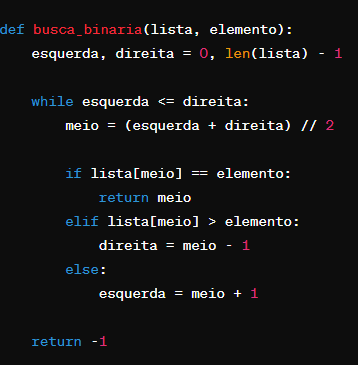 def busca_binaria(lista, elemento):
    esquerda, direita = 0, len(lista) - 1
    while esquerda <= direita:
        meio = (esquerda + direita) // 2
        if lista[meio] == elemento:
            return meio
        elif lista[meio] > elemento:
            direita = meio - 1
        else:
            esquerda = meio + 1
    return -1